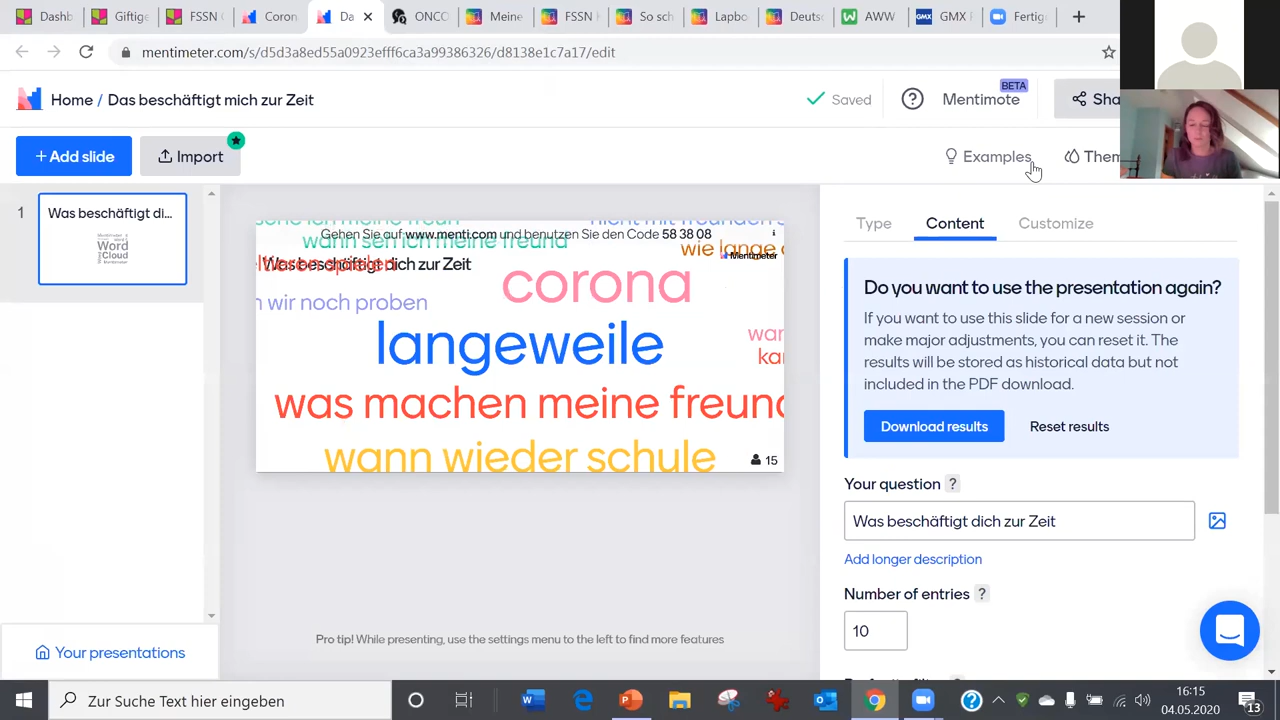 Dashb
Giftige
FSSN
Coron
Da
ONCO
Meine
FSSN
So sch
Lapbo
Deuts
AWW
GMX
Fertig
mentimeter.com/s/d5d3a8ed55a0923efff6ca3a99386326/d8138e1c7a17/edit
Home / Das beschäftigt mich zur Zeit
Saved
Mentimote
BETA
Sha
+ Add slide
Import
Examples
Them
1
Was beschäftigt di...
Word
Cloud
Gehen Sie auf www.menti.com und benutzen Sie den Code 58 38 08
wann seh ich meine freund
wie lange
Mentimeter
Was beschäftigt dich zur Zeit
spielen
corona
n wir noch proben
langeweile
war
kar
was machen meine freund
wann wieder schule
15
Pro tip! While presenting, use the settings menu to the left to find more features
Your presentations
Type
Content
Customize
Do you want to use the presentation again?
If you want to use this slide for a new session or
make major adjustments, you can reset it. The
results will be stored as historical data but not
included in the PDF download.
Download results
Reset results
Your question ?
Was beschäftigt dich zur Zeit
Add longer description
Number of entries ?
10
Zur Suche Text hier eingeben
16:15
04.05.2020
13